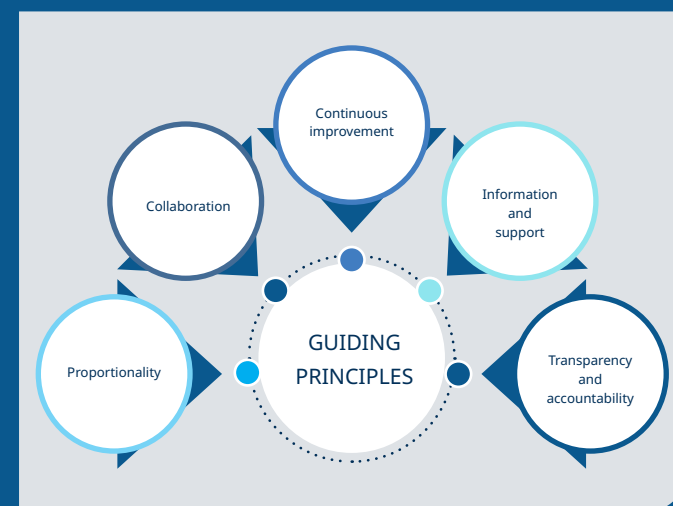 Continuous
improvement
Collaboration
Information
and
support
GUIDING
PRINCIPLES
Proportionality
Transparency
and
accountability